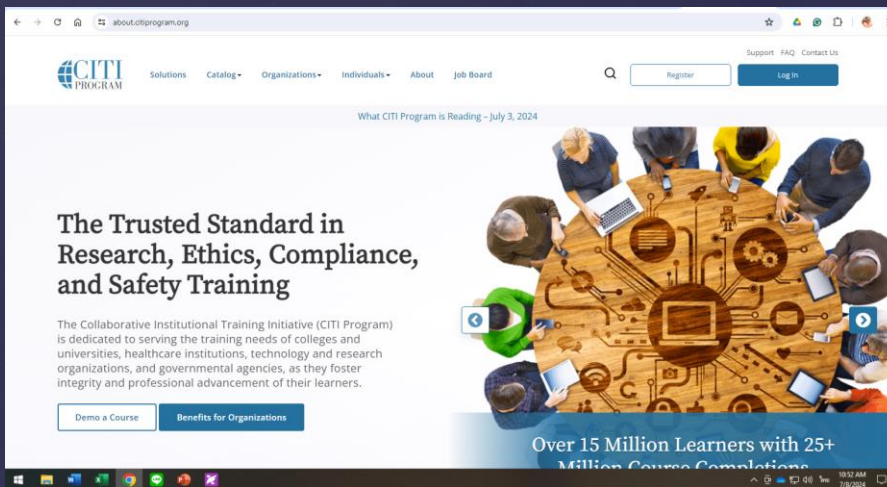 about.citiprogram.org
Support FAQ Contact Us
CITI
PROGRAM
Solutions Catalog Organizations Individuals About Job Board
Register
Log In
What CITI Program is Reading – July 3, 2024
The Trusted Standard in
Research, Ethics, Compliance,
and Safety Training
The Collaborative Institutional Training Initiative (CITI Program)
is dedicated to serving the training needs of colleges and
universities, healthcare institutions, technology and research
organizations, and governmental agencies, as they foster
integrity and professional advancement of their learners.
Demo a Course
Benefits for Organizations
Over 15 Million Learners with 25+
Million Course Completions
10:52 AM
7/8/2024